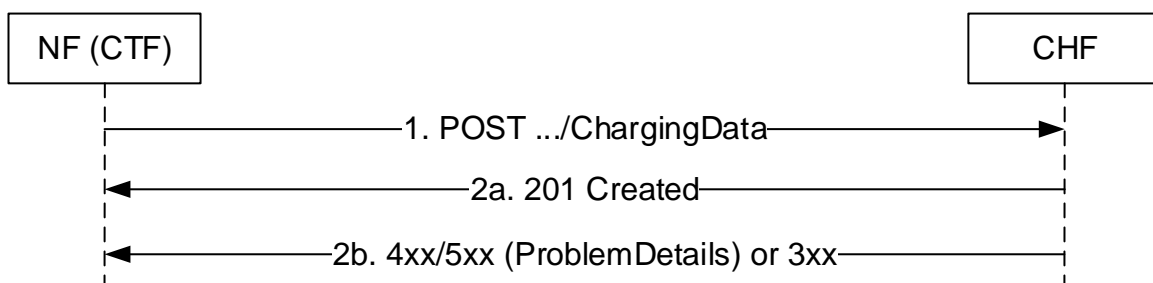 NF (CTF)
CHF
1. POST .../ChargingData
2a. 201 Created
2b. 4xx/5xx (ProblemDetails) or 3xx